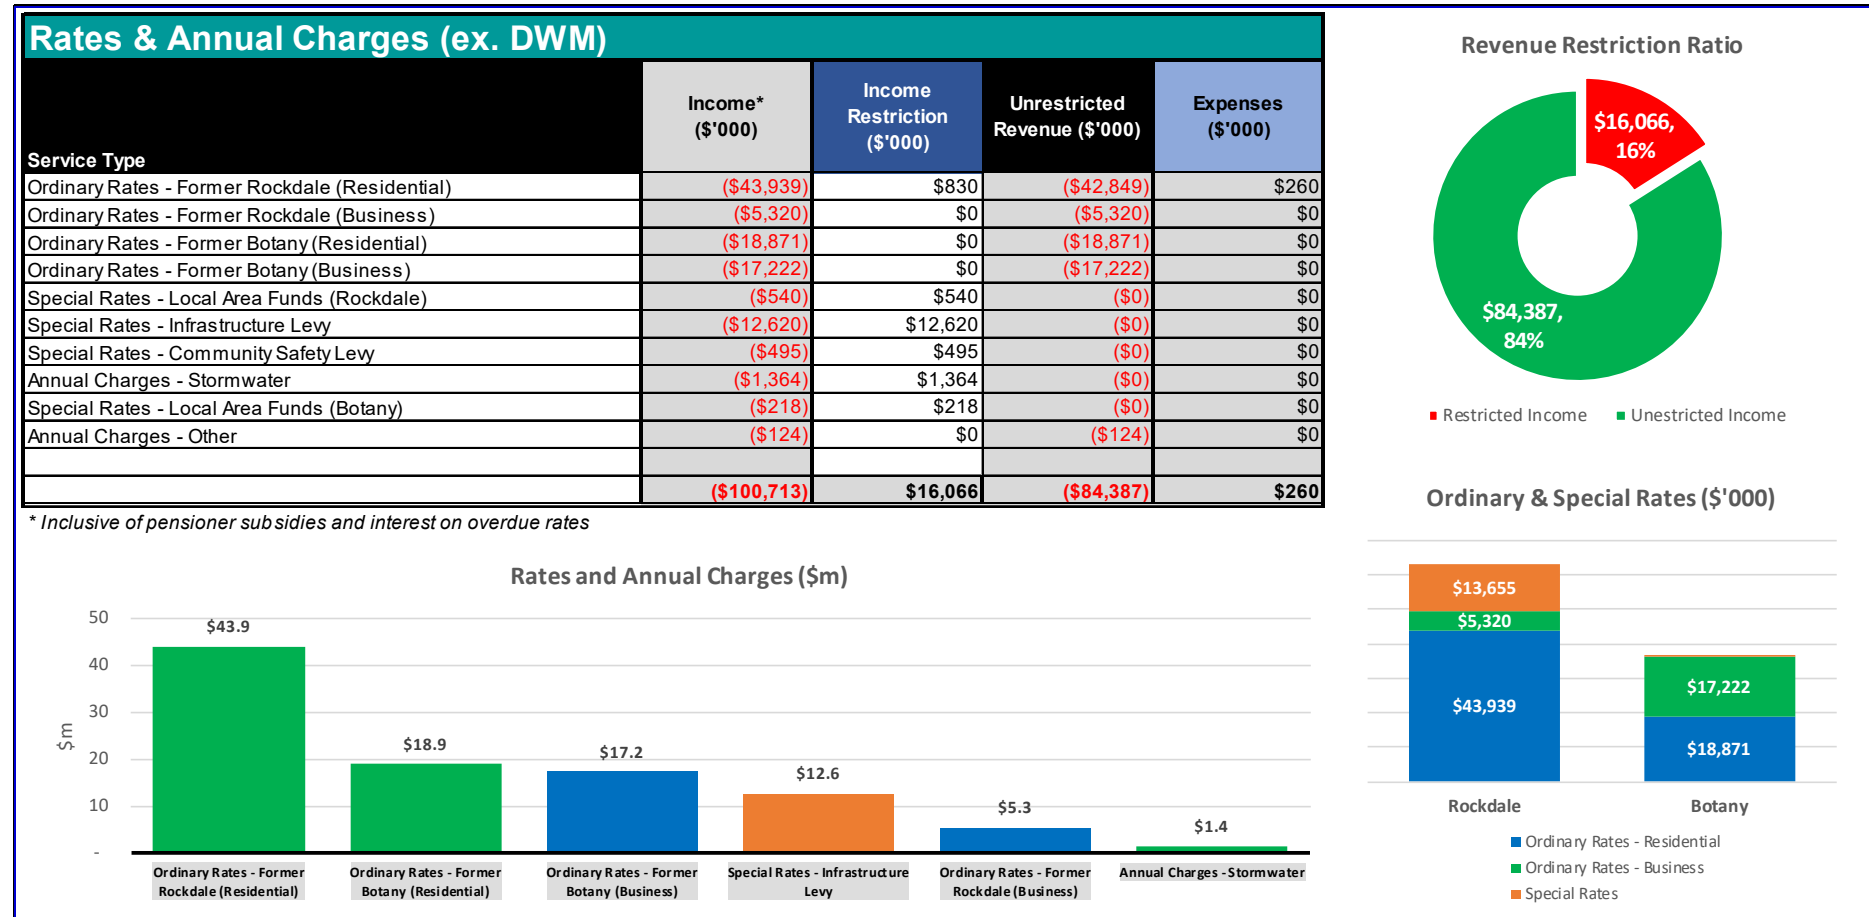 Rates & Annual Charges (ex. DWM)
Service Type
Income*
($'000)
Income
Restriction
($'000)
Unrestricted
Revenue ($'000)
Expenses
($'000)
Ordinary Rates - Former Rockdale (Residential) ($43,939) $830 ($42,849) $260
Ordinary Rates - Former Rockdale (Business) ($5,320) $0 ($5,320) $0
Ordinary Rates - Former Botany (Residential) ($18,871) $0 ($18,871) $0
Ordinary Rates - Former Botany (Business) ($17,222) $0 ($17,222) $0
Special Rates - Local Area Funds (Rockdale) ($540) $540 ($0) $0
Special Rates - Infrastructure Levy ($12,620) $12,620 ($0) $0
Special Rates - Community Safety Levy ($495) $495 ($0) $0
Annual Charges - Stormwater ($1,364) $1,364 ($0) $0
Special Rates - Local Area Funds (Botany) ($218) $218 ($0) $0
Annual Charges - Other ($124) $0 ($124) $0
($100,713) $16,066 ($84,387) $260
* Inclusive of pensioner subsidies and interest on overdue rates
Revenue Restriction Ratio
$16,066,
16%
$84,387,
84%
Restricted Income Unestricted Income
Rates and Annual Charges ($m)
$m
50
40
30
20
10
-
$43.9
$18.9
$17.2
$12.6
$5.3
$1.4
Ordinary Rates - Former
Rockdale (Residential)
Ordinary Rates - Former
Botany (Residential)
Ordinary Rates - Former
Botany (Business)
Special Rates - Infrastructure
Levy
Ordinary Rates - Former
Rockdale (Business)
Annual Charges - Stormwater
Ordinary & Special Rates ($'000)
$13,655
$5,320
$43,939
$17,222
$18,871
Rockdale
Botany
Ordinary Rates - Residential
Ordinary Rates - Business
Special Rates